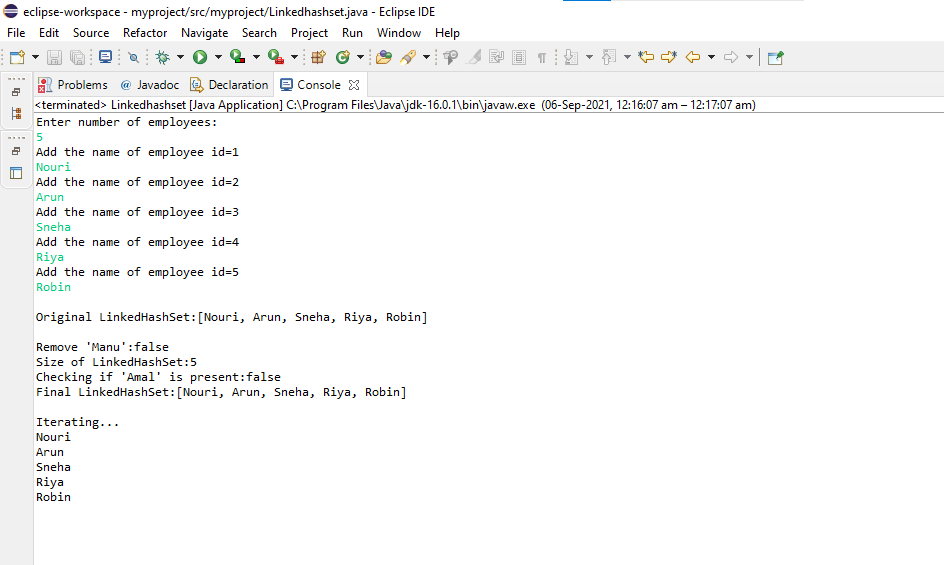 eclipse-workspace - myproject/src/myproject/Linkedhashset.java - Eclipse IDE
File Edit Source Refactor Navigate Search Project Run Window Help
Problems @ Javadoc Declaration Console
<terminated> Linkedhashset [Java Application] C:\Program Files\Java\jdk-16.0.1\bin\javaw.exe (06-Sep-2021, 12:16:07 am – 12:17:07 am)
Enter number of employees:
5
Add the name of employee id=1
Nouri
Add the name of employee id=2
Arun
Add the name of employee id=3
Sneha
Add the name of employee id=4
Riya
Add the name of employee id=5
Robin
Original LinkedHashSet:[Nouri, Arun, Sneha, Riya, Robin]
Remove 'Manu':false
Size of LinkedHashSet:5
Checking if 'Amal' is present:false
Final LinkedHashSet:[Nouri, Arun, Sneha, Riya, Robin]
Iterating...
Nouri
Arun
Sneha
Riya
Robin